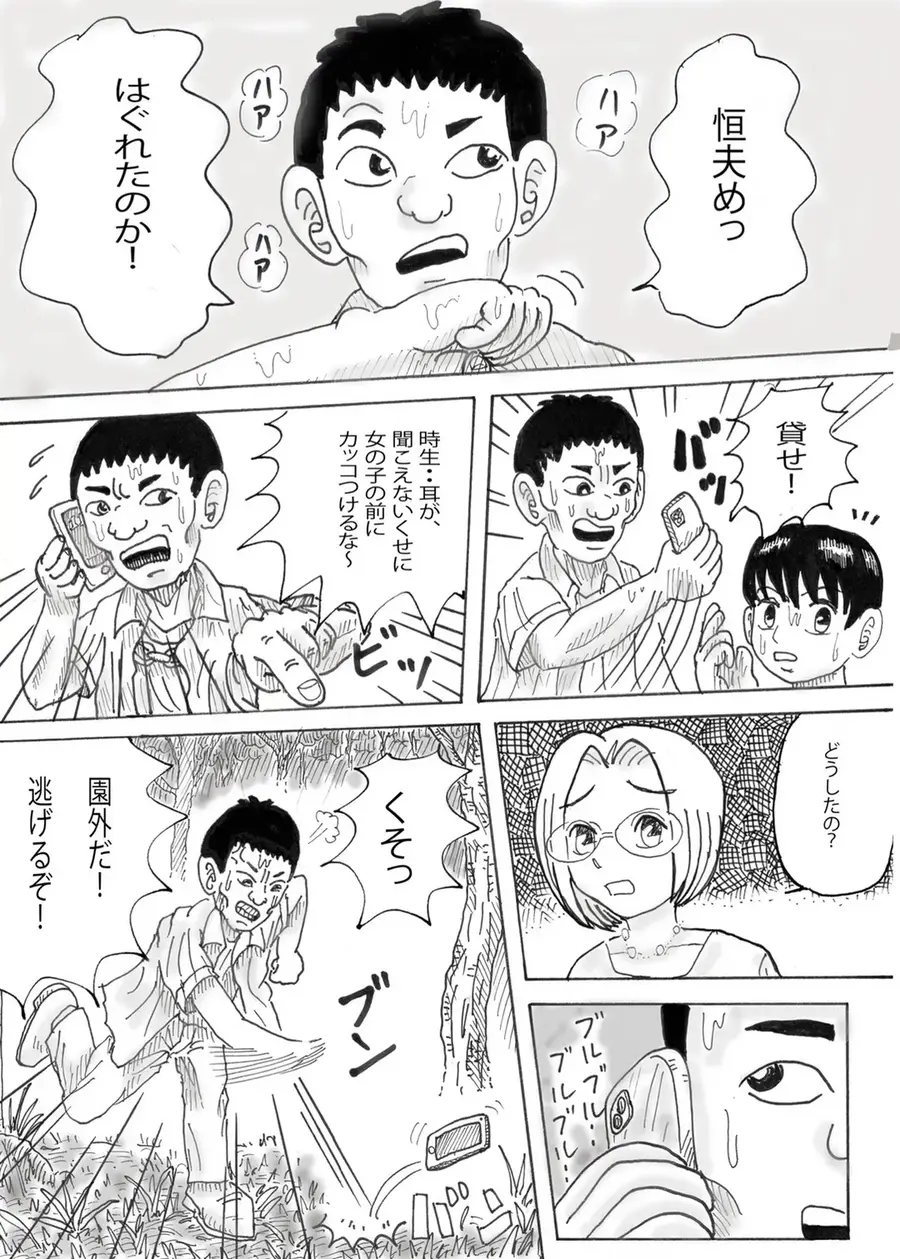 恒夫めっ
ハァ
ハァ
ハァ
はぐれたのか!
貸せ!
バッ
時生・・耳が、
聞こえないくせに
女の子の前に
カッコつけるな~
ビッ
どうしたの?
ブルブル…
ブルブル…
くそっ
ブン
園外だ!
逃げるぞ!